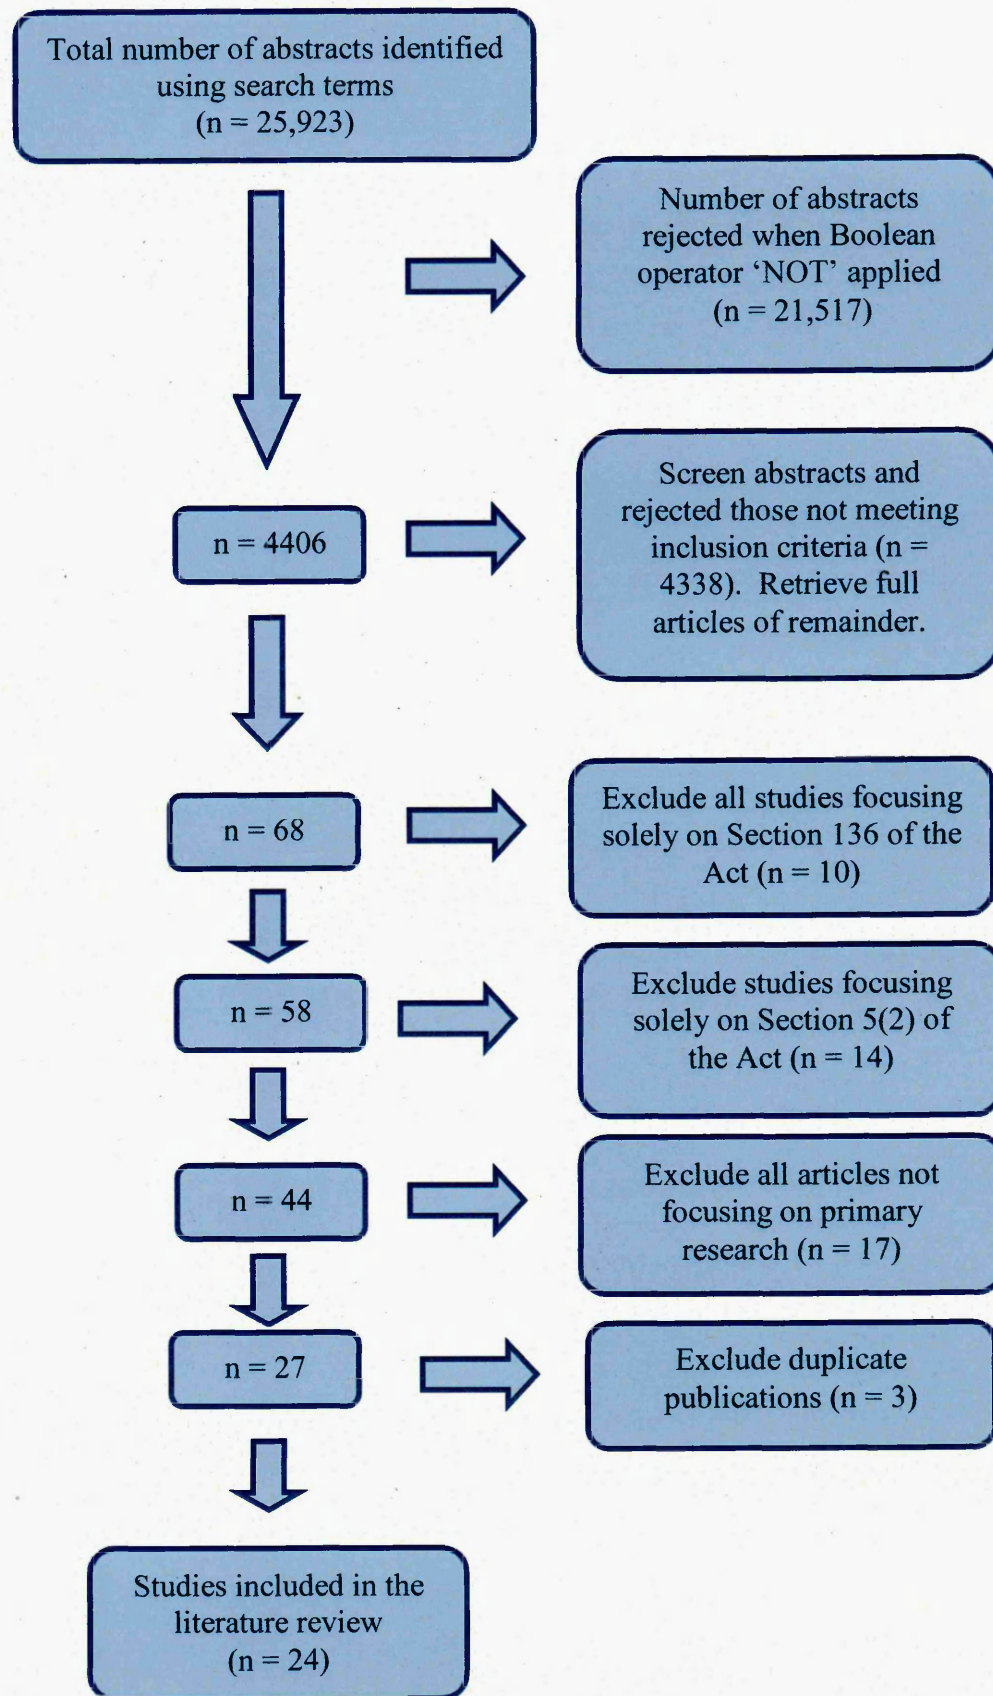 Total number of abstracts identified
using search terms
(n = 25,923)
Number of abstracts
rejected when Boolean
operator ‘NOT’ applied
(n = 21,517)
n = 4406
Screen abstracts and
rejected those not meeting
inclusion criteria (n =
4338).  Retrieve full
articles of remainder.
n = 68
Exclude all studies focusing
solely on Section 136 of the
Act (n = 10)
n = 58
Exclude studies focusing
solely on Section 5(2) of
the Act (n = 14)
n = 44
Exclude all articles not
focusing on primary
research (n = 17)
n = 27
Exclude duplicate
publications (n = 3)
Studies included in the
literature review
(n = 24)